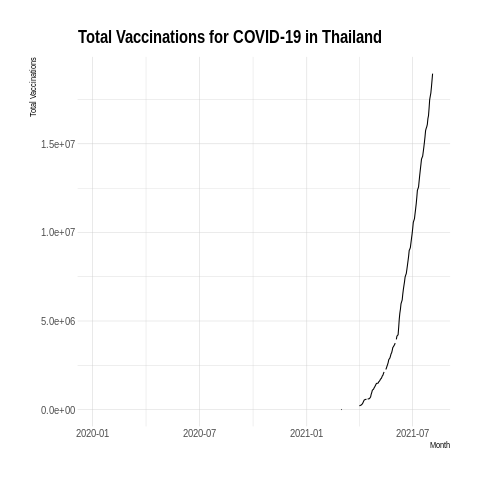 Total Vaccinations for COVID-19 in Thailand
Total Vaccinations
1.5e+07
1.0e+07
5.0e+06
0.0e+00
2020-01 2020-07 2021-01 2021-07
Month